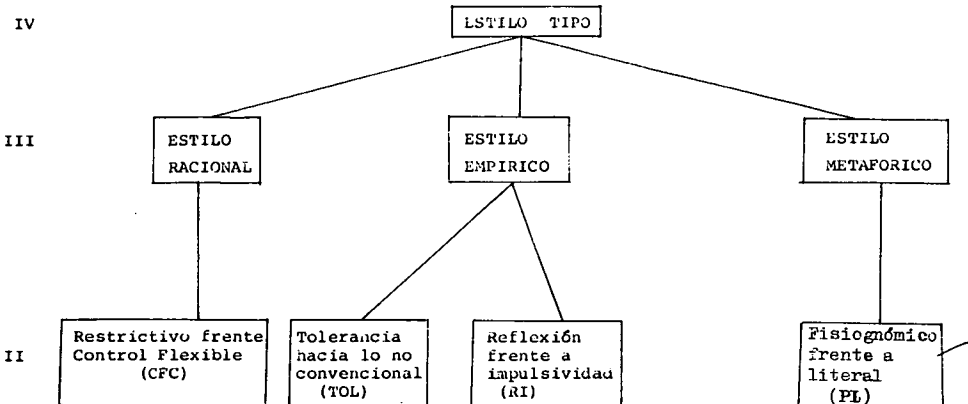 IV
ESTILO TIPO
III
ESTILO
RACIONAL
ESTILO
EMPIRICO
ESTILO
METAFORICO
II
Restrictivo frente
Control Flexible
(CFC)
Tolerancia
hacia lo no
convencional
(TOL)
Reflexión
frente a
impulsividad
(RI)
Fisiognómico
frente a
literal
(PL)